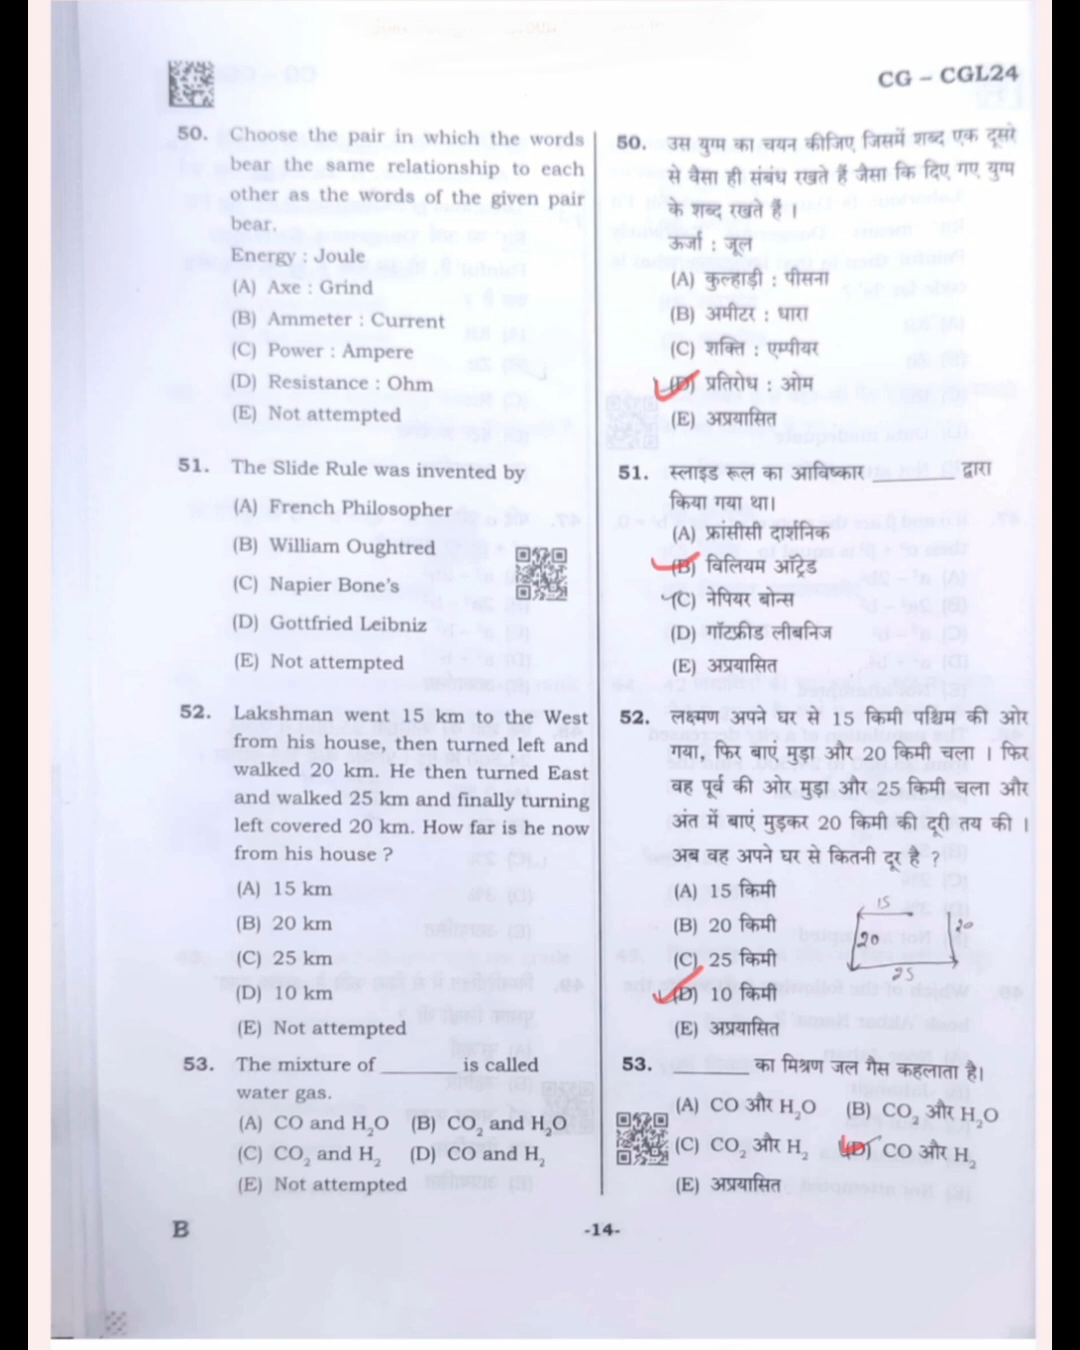 CG – CGL24
50. Choose the pair in which the words
bear the same relationship to each
other as the words of the given pair
bear.
Energy : Joule
(A) Axe : Grind
(B) Ammeter : Current
(C) Power : Ampere
(D) Resistance : Ohm
(E) Not attempted
51. The Slide Rule was invented by
(A) French Philosopher
(B) William Oughtred
(C) Napier Bone's
(D) Gottfried Leibniz
(E) Not attempted
52. Lakshman went 15 km to the West
from his house, then turned left and
walked 20 km. He then turned East
and walked 25 km and finally turning
left covered 20 km. How far is he now
from his house ?
(A) 15 km
(B) 20 km
(C) 25 km
(D) 10 km
(E) Not attempted
53. The mixture of ________ is called
water gas.
(A) CO and H₂O (B) CO₂ and H₂O
(C) CO₂ and H₂ (D) CO and H₂
(E) Not attempted
50. उस युग्म का चयन कीजिए जिसमें शब्द एक दूसरे
से वैसा ही संबंध रखते हैं जैसा कि दिए गए युग्म
के शब्द रखते हैं ।
ऊर्जा : जूल
(A) कुल्हाड़ी : पीसना
(B) अमीटर : धारा
(C) शक्ति : एम्पीयर
(D) प्रतिरोध : ओम
(E) अप्रयासित
51. स्लाइड रूल का आविष्कार ________ द्वारा
किया गया था।
(A) फ्रांसीसी दार्शनिक
(B) विलियम ऑट्रेड
(C) नेपियर बोन्स
(D) गॉटफ्रीड लीबनिज
(E) अप्रयासित
52. लक्ष्मण अपने घर से 15 किमी पश्चिम की ओर
गया, फिर बाएं मुड़ा और 20 किमी चला । फिर
वह पूर्व की ओर मुड़ा और 25 किमी चला और
अंत में बाएं मुड़कर 20 किमी की दूरी तय की ।
अब वह अपने घर से कितनी दूर है ?
(A) 15 किमी
(B) 20 किमी
(C) 25 किमी
(D) 10 किमी
(E) अप्रयासित
15
20
20
25
53. ________ का मिश्रण जल गैस कहलाता है।
(A) CO और H₂O (B) CO₂ और H₂O
(C) CO₂ और H₂ (D) CO और H₂
(E) अप्रयासित
B
-14-